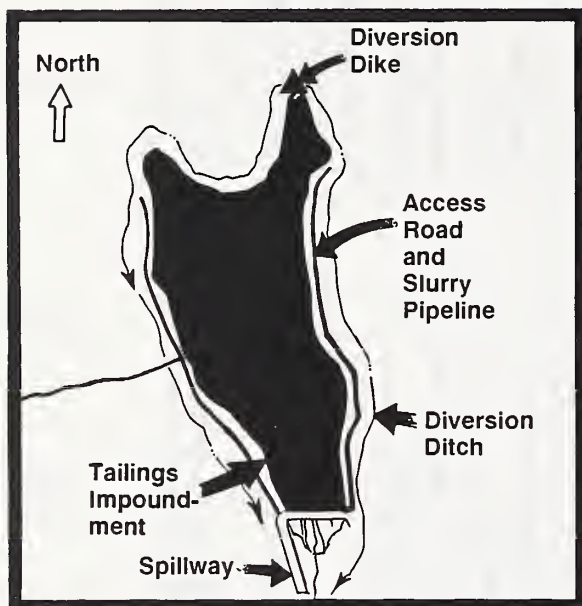 Diversion
Dike
North
Access
Road
and
Slurry
Pipeline
Diversion
Ditch
Tailings
Impound-
ment
Spillway